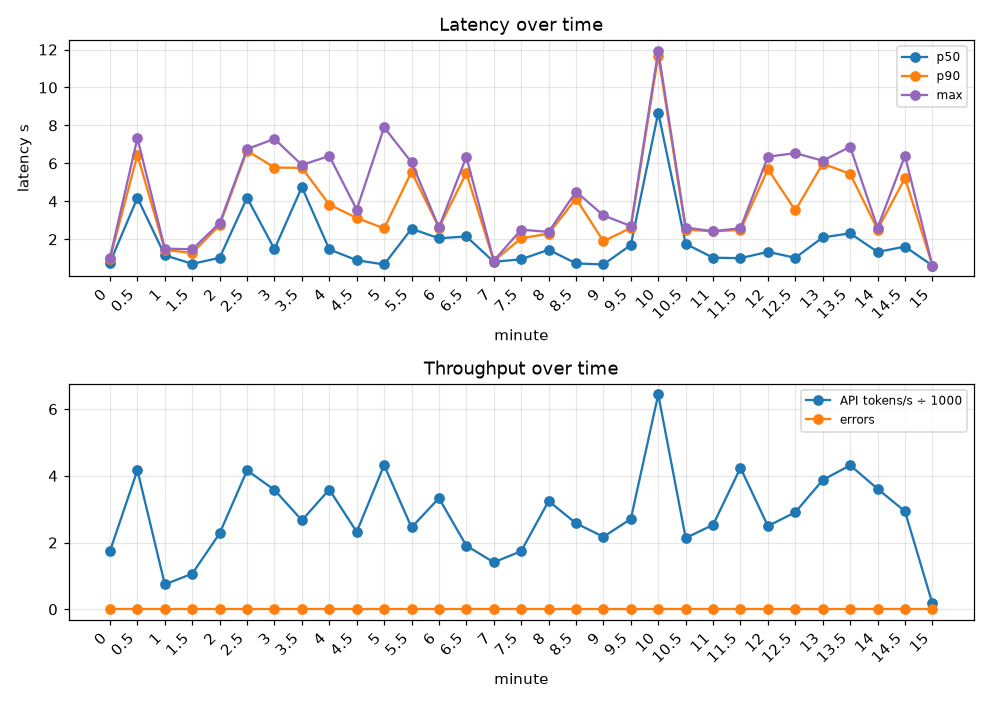 Latency over time
latency s
12
10
8
6
4
2
p50
p90
max
0 0.5 1 1.5 2 2.5 3 3.5 4 4.5 5 5.5 6 6.5 7 7.5 8 8.5 9 9.5 10 10.5 11 11.5 12 12.5 13 13.5 14 14.5 15
minute
Throughput over time
6
4
2
0
API tokens/s ÷ 1000
errors
0 0.5 1 1.5 2 2.5 3 3.5 4 4.5 5 5.5 6 6.5 7 7.5 8 8.5 9 9.5 10 10.5 11 11.5 12 12.5 13 13.5 14 14.5 15
minute